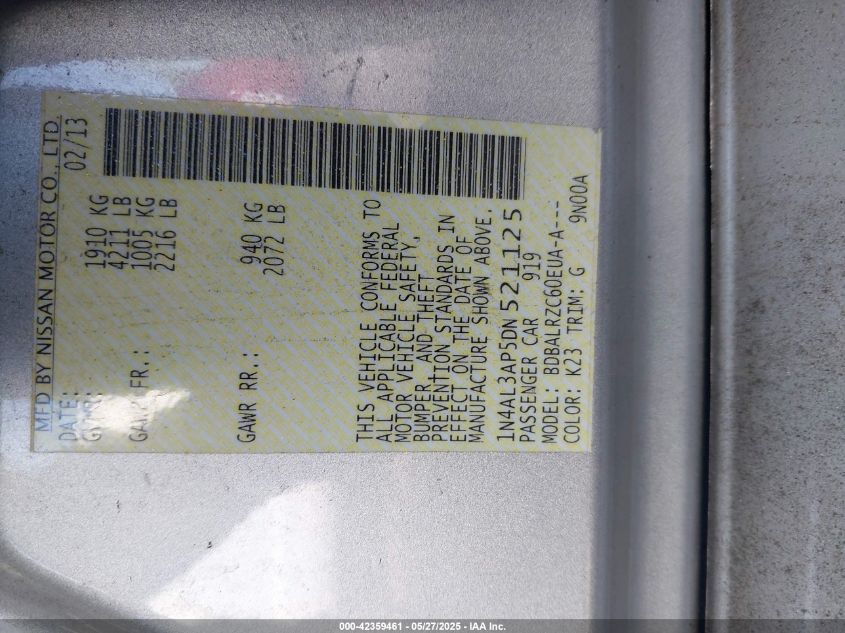 MFD BY NISSAN MOTOR CO., LTD.
DATE: 02/13
GVWR: 1910 KG
4211 LB
GAWR FR.: 1005 KG
2216 LB
GAWR RR.: 940 KG
2072 LB
THIS VEHICLE CONFORMS TO
ALL APPLICABLE FEDERAL
MOTOR VEHICLE SAFETY,
BUMPER, AND THEFT
PREVENTION STANDARDS IN
EFFECT ON THE DATE OF
MANUFACTURE SHOWN ABOVE.
1N4AL3AP5DN521125
PASSENGER CAR 919
MODEL: BDBALRZC60EUA-A---
COLOR: K23 TRIM: G 9N00A
000-42359461 - 05/27/2025 - IAA Inc.